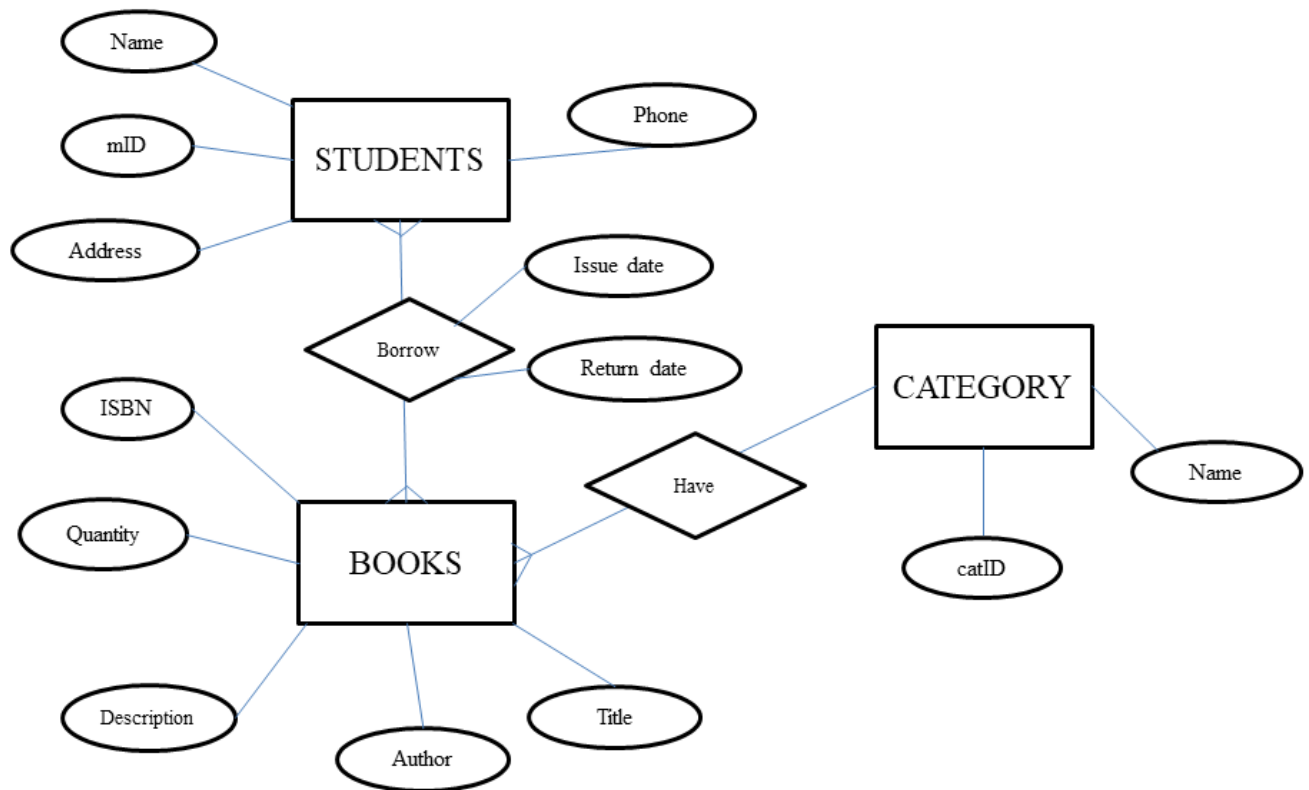 Name
Phone
mID
STUDENTS
Address
Issue date
Borrow
Return date
CATEGORY
ISBN
Name
Have
Quantity
BOOKS
catID
Description
Title
Author